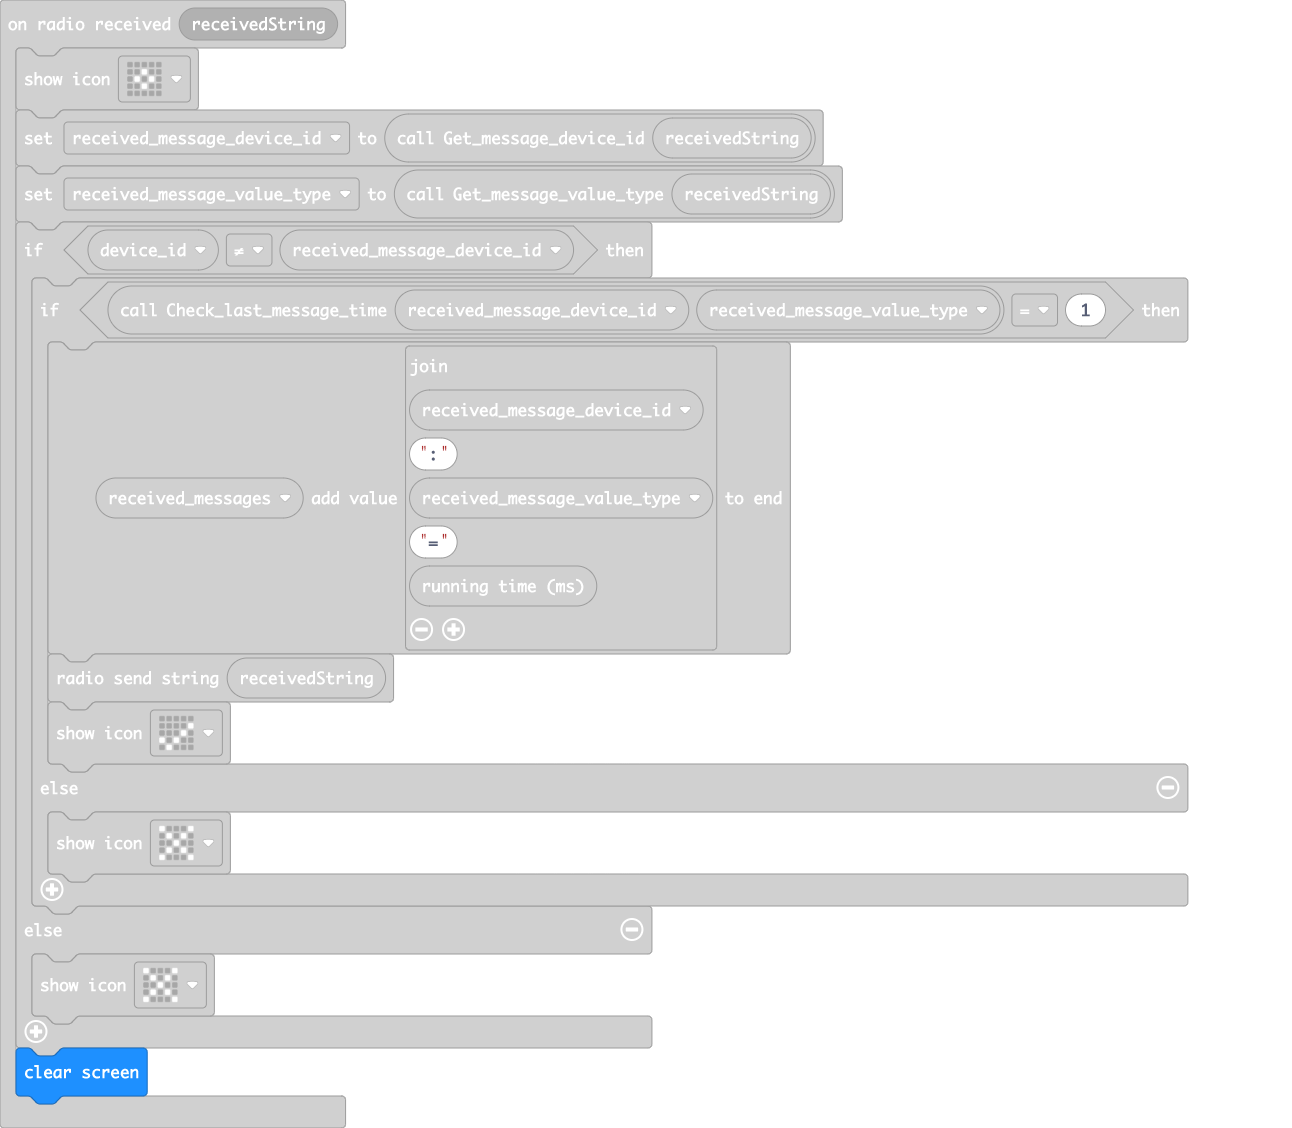 on radio received receivedString
show icon
set received_message_device_id to call Get_message_device_id receivedString
set received_message_value_type to call Get_message_value_type receivedString
if device_id ≠ received_message_device_id then
if call Check_last_message_time received_message_device_id received_message_value_type = 1 then
join
received_message_device_id
":"
received_messages add value received_message_value_type to end
"="
running time (ms)
radio send string receivedString
show icon
else
show icon
else
show icon
clear screen